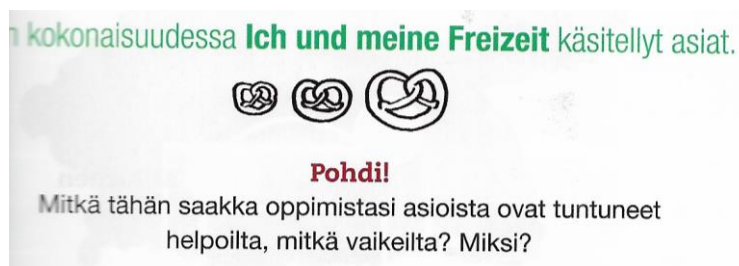 kokonaisuudessa Ich und meine Freizeit käsitellyt asiat.
Pohdi!
Mitkä tähän saakka oppimistasi asioista ovat tuntuneet
helpoilta, mitkä vaikeilta? Miksi?